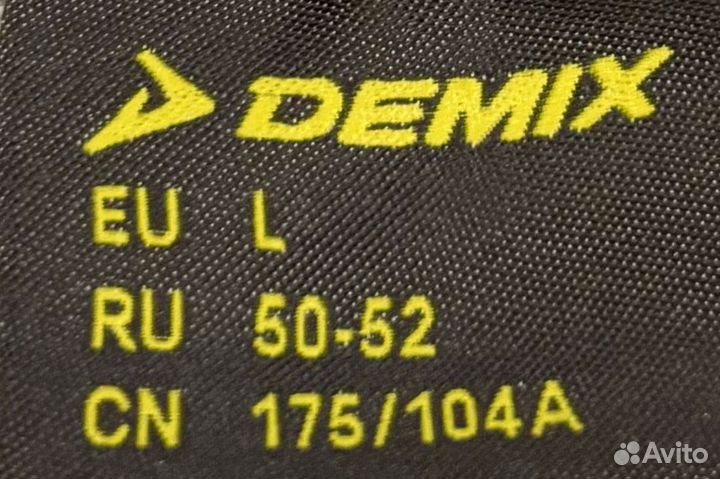 DEMIX
EU L
RU 50-52
CN 175/104A
Avito